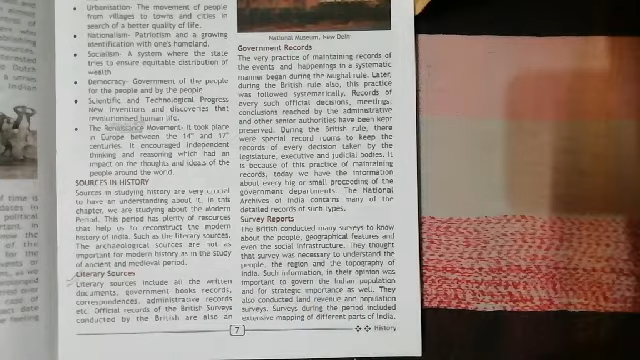 • Urbanisation- The movement of people
from villages to towns and cities in
search of a better quality of life.
• Nationalism- Patriotism and a growing
identification with one's homeland.
• Socialism- A system where the state
tries to ensure equitable distribution of
wealth
• Democracy- Government of the people
for the people and by the people
• Scientific and Technological Progress
New inventions and discoveries that
revolutionised human life.
• The Renaissance Movement- It took place
in Europe between the 14th and 17th
centuries. It encouraged independent
thinking and reasoning which had an
impact on the thoughts and ideas of the
people around the world.
SOURCES IN HISTORY
Sources in studying history are very crucial
to have an understanding about it. In this
chapter, we are studying about the modern
Period. This period has plenty of resources
that help us to reconstruct the modern
history of India. Such as the literary sources.
The archaeological sources are not as
important for modern history as in the study
of ancient and medieval period.
Literary Sources
Literary sources include all the written
documents, government books records,
correspondences, administrative records
etc. Official records of the British Surveys
conducted by the British are also an
National Museum, New Delhi
Government Records
The very practice of maintaining records of
the events and happenings in a systematic
manner began during the Mughal rule. Later,
during the British rule also, this practice
was followed systematically. Records of
every such official decisions, meetings,
conclusions reached by the administrative
and other senior authorities have been kept
preserved. During the British rule, there
were special record rooms to keep the
records of every decision taken by the
legislature, executive and judicial bodies. It
is because of this practice of maintaining
records, today we have the information
about every big or small proceeding of the
government departments. The National
Archives of India contains many of the
detailed records of such types.
Survey Reports
The British conducted many surveys to know
about the people, geographical features and
even the social infrastructure. They thought
that survey was necessary to understand the
people, the region and the topography of
India. Such information, in their opinion was
important to govern the Indian population
and for strategic importance as well. They
also conducted land revenue and population
surveys. Surveys during the period included
extensive mapping of different parts of India.
7
History